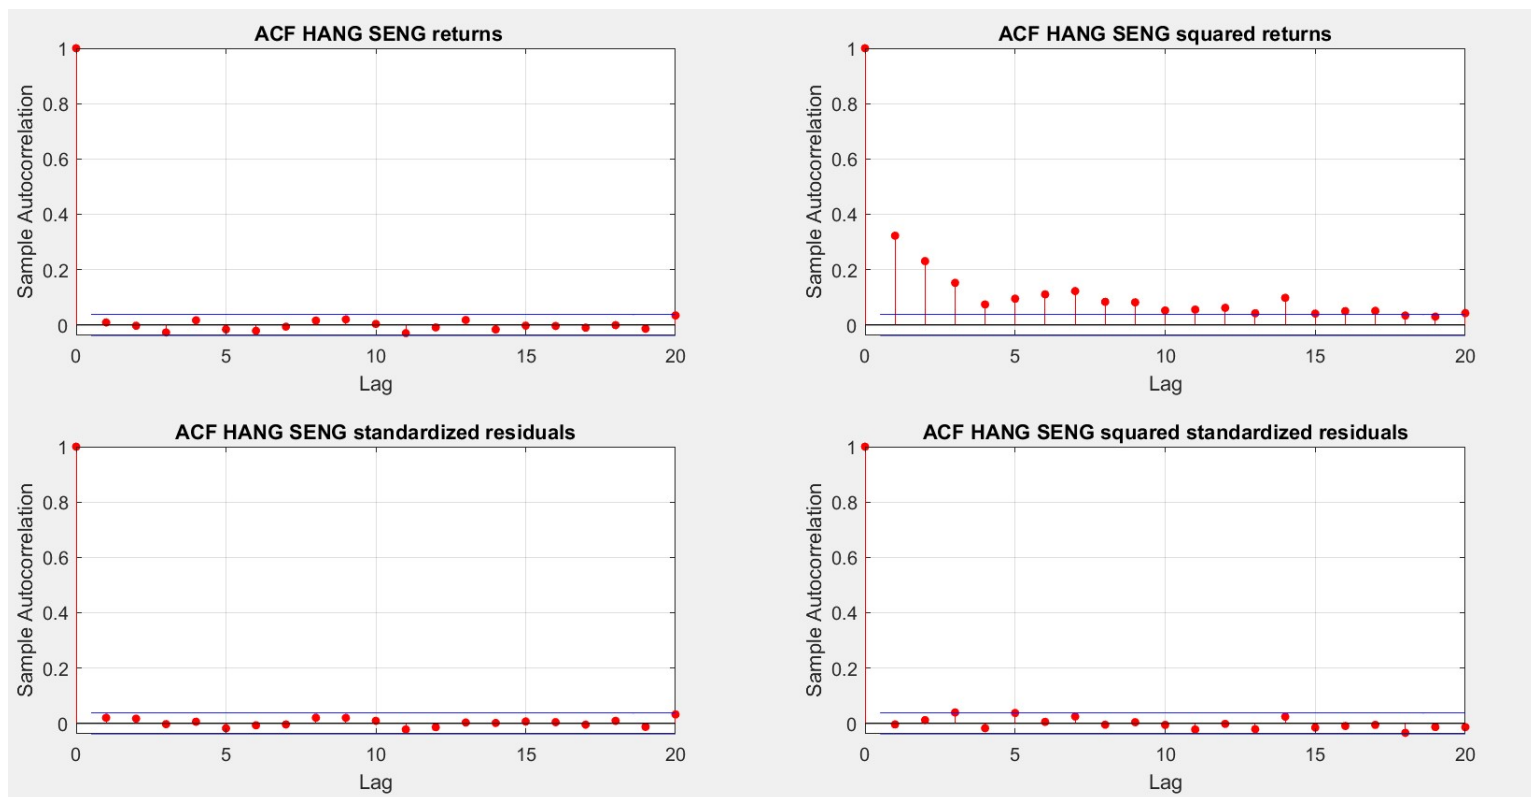 ACF HANG SENG returns
Sample Autocorrelation
1
0.8
0.6
0.4
0.2
0
0 5 10 15 20
Lag
ACF HANG SENG squared returns
Sample Autocorrelation
1
0.8
0.6
0.4
0.2
0
0 5 10 15 20
Lag
ACF HANG SENG standardized residuals
Sample Autocorrelation
1
0.8
0.6
0.4
0.2
0
0 5 10 15 20
Lag
ACF HANG SENG squared standardized residuals
Sample Autocorrelation
1
0.8
0.6
0.4
0.2
0
0 5 10 15 20
Lag